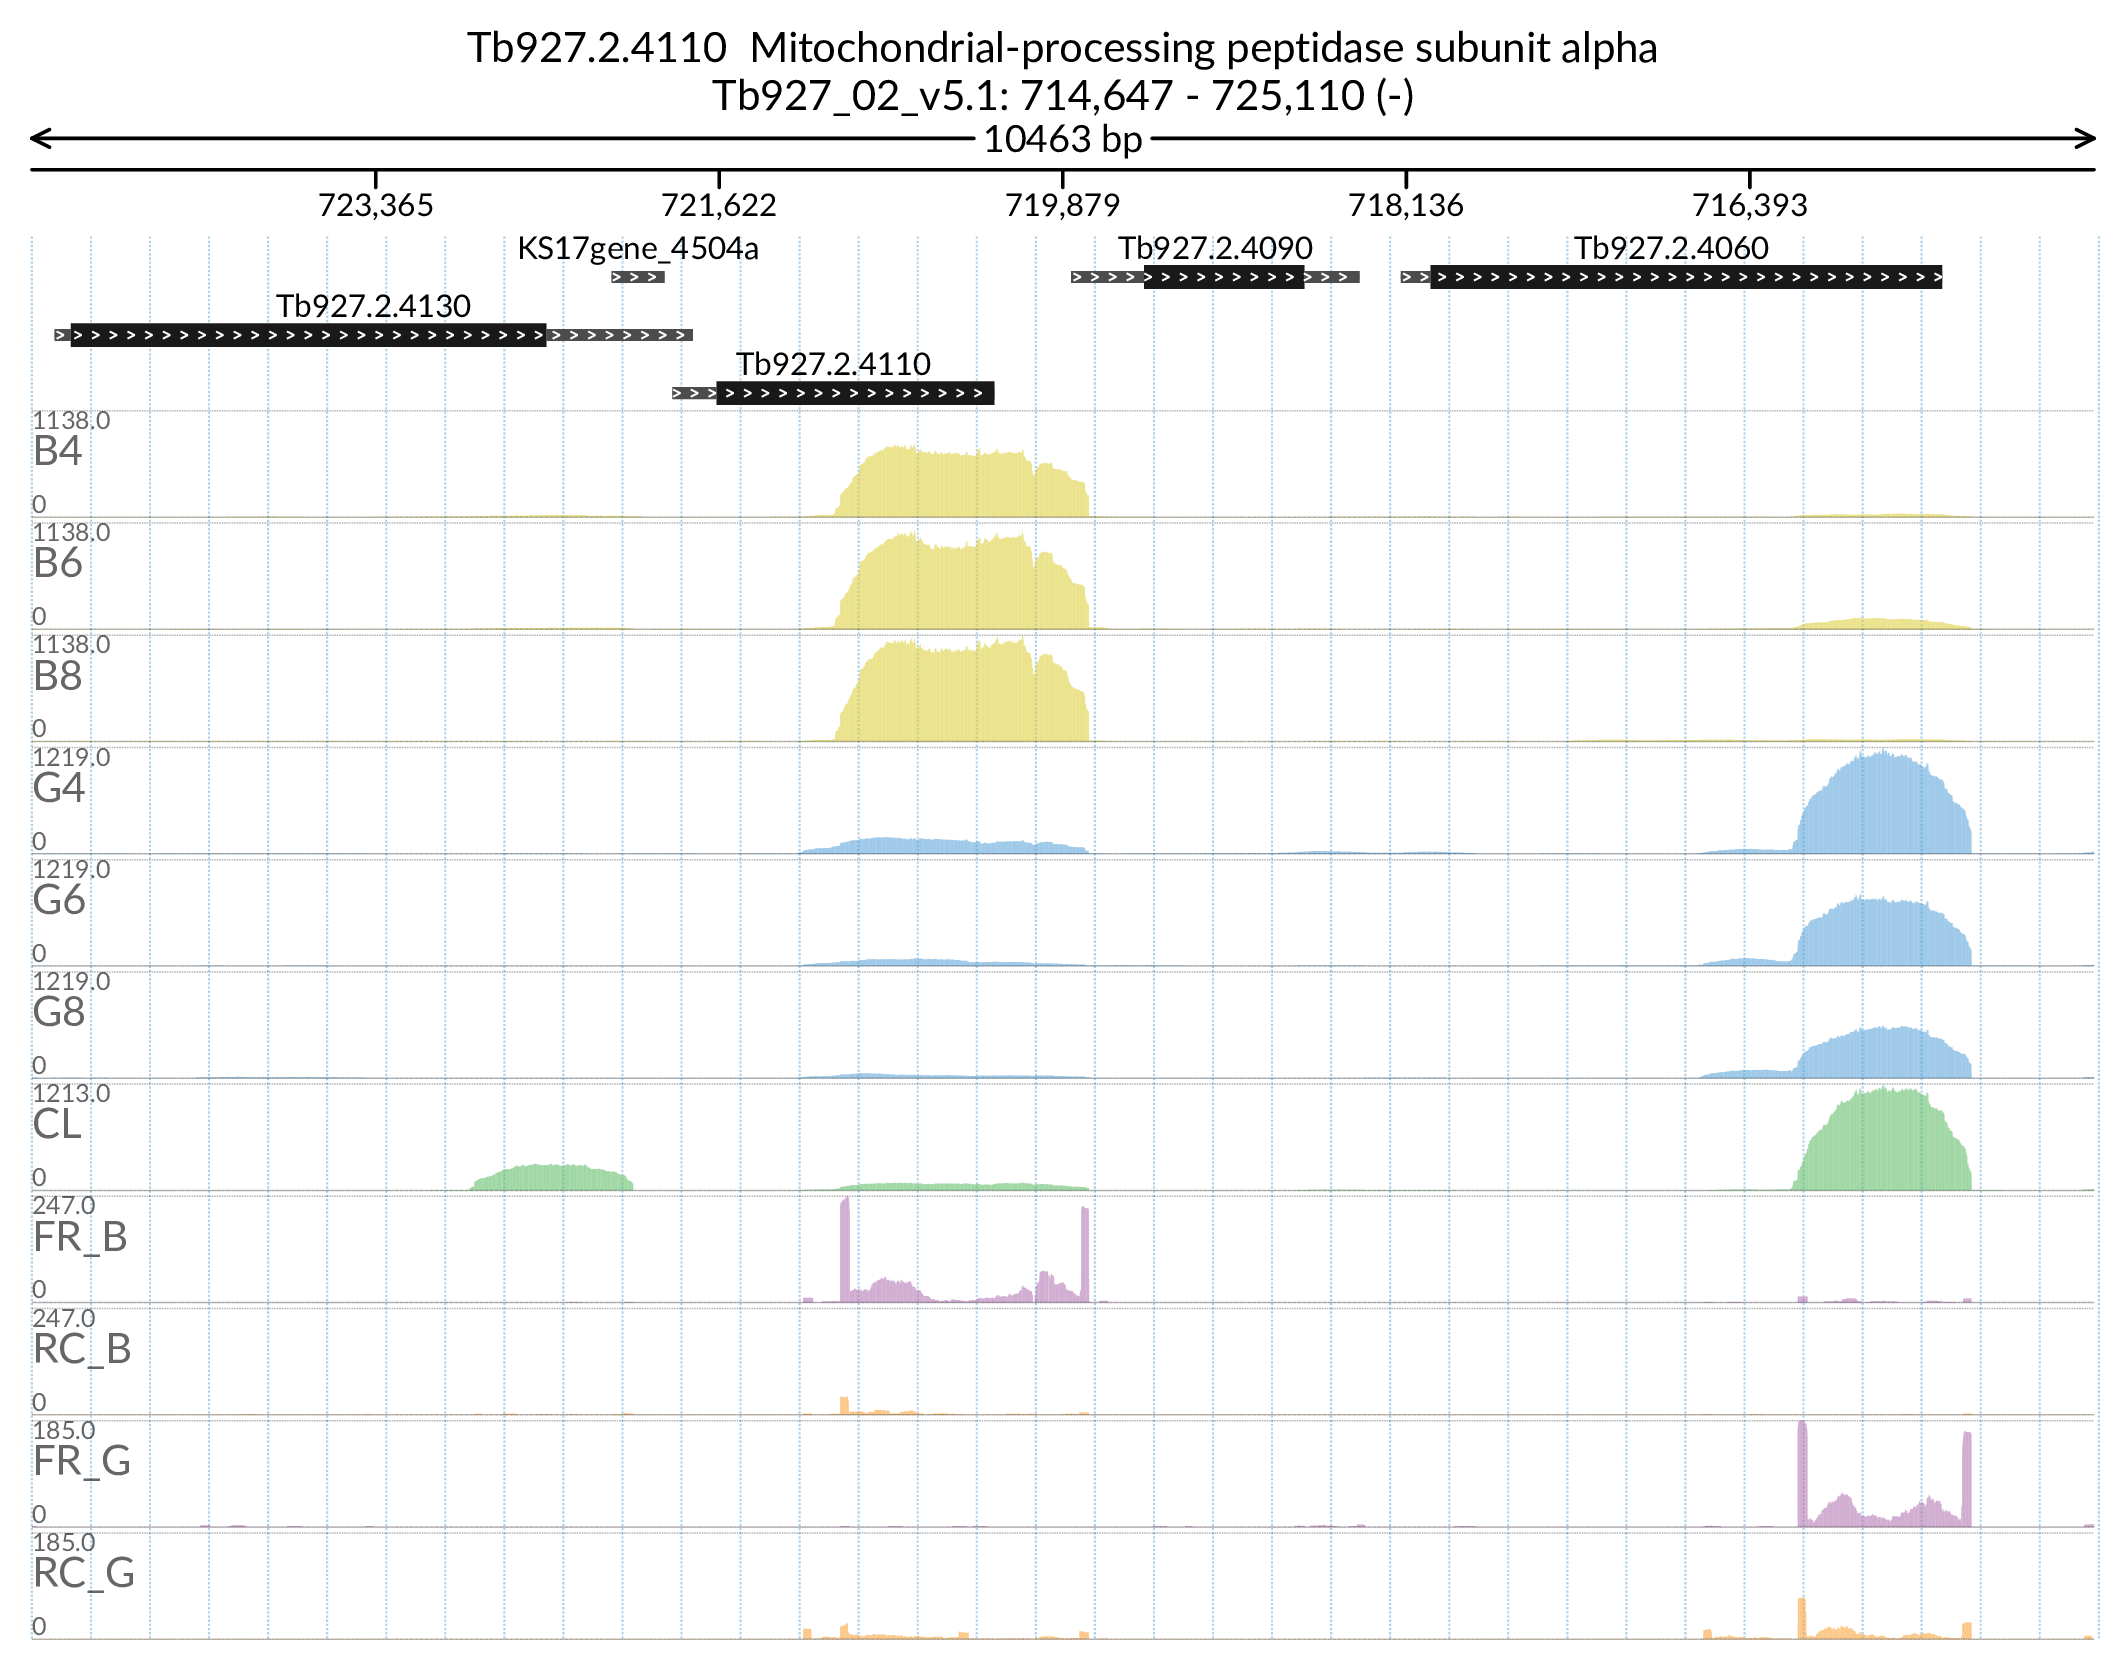 Tb927.2.4110  Mitochondrial-processing peptidase subunit alpha
Tb927_02_v5.1: 714,647 - 725,110 (-)
10463 bp
723,365 721,622 719,879 718,136 716,393
KS17gene_4504a Tb927.2.4090 Tb927.2.4060
Tb927.2.4130
Tb927.2.4110
1138.0
B4
0
1138.0
B6
0
1138.0
B8
0
1219.0
G4
0
1219.0
G6
0
1219.0
G8
0
1213.0
CL
0
247.0
FR_B
0
247.0
RC_B
0
185.0
FR_G
0
185.0
RC_G
0